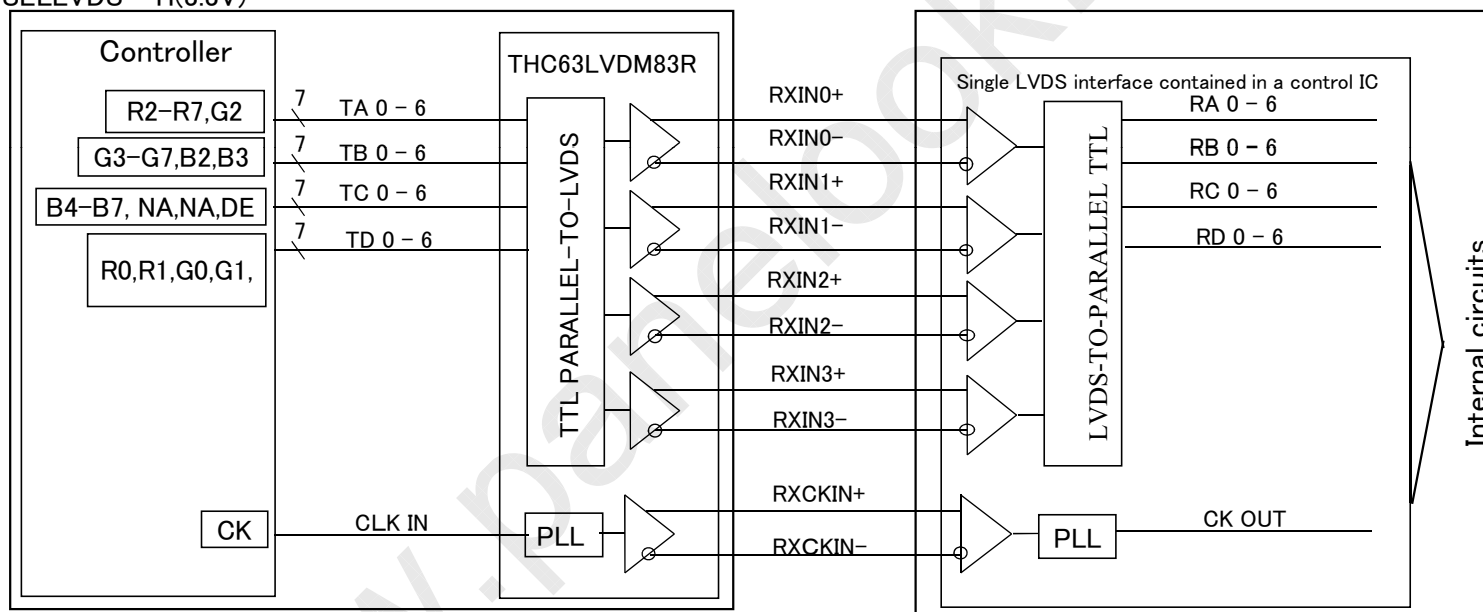 SELLVDS = H(3.3V)
Controller
THC63LVDM83R
Single LVDS interface contained in a control IC
R2-R7,G2
7
TA 0 - 6
RXIN0+
RA 0 - 6
G3-G7,B2,B3
7
TB 0 - 6
RXIN0-
RB 0 - 6
B4-B7, NA,NA,DE
7
TC 0 - 6
RXIN1+
RC 0 - 6
R0,R1,G0,G1,
7
TD 0 - 6
RXIN1-
RD 0 - 6
TTL PARALLEL-TO-LVDS
LVDS-TO-PARALLEL TTL
RXIN2+
RXIN2-
RXIN3+
RXIN3-
Internal circuits
CK
CLK IN
PLL
RXCKIN+
RXCKIN-
PLL
CK OUT
www.panelook.